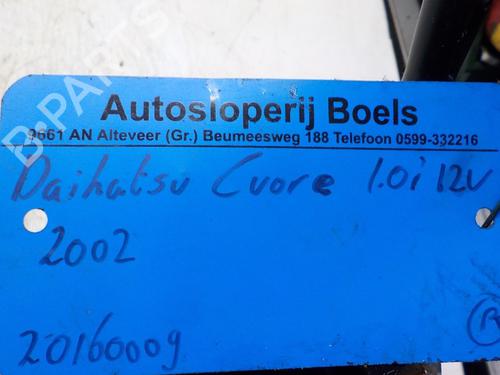 Autosloperij Boels
9661 AN Alteveer (Gr.) Beumeesweg 188 Telefoon 0599-332216
Daihatsu Cuore 1.0i 12V
2002
20160009
R
B-PARTS